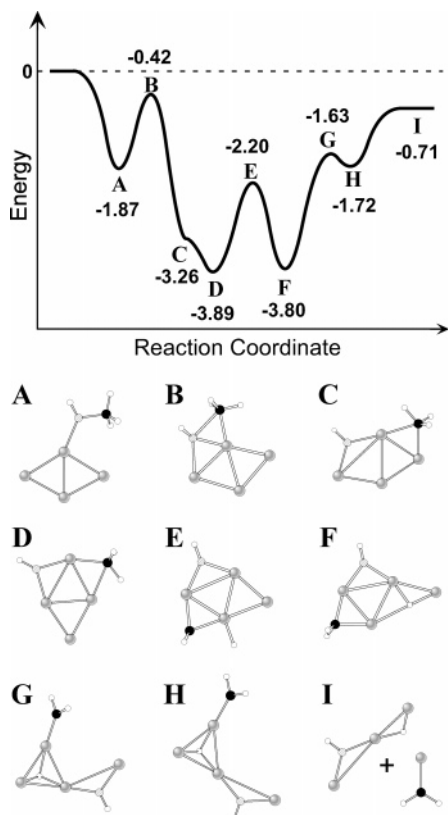 -0.42
0
B
-1.63
-2.20
G
I
E
H
-0.71
A
-1.72
-1.87
C
-3.26
D
F
-3.89
-3.80
Energy
Reaction Coordinate
A B C
D E F
G H I
+